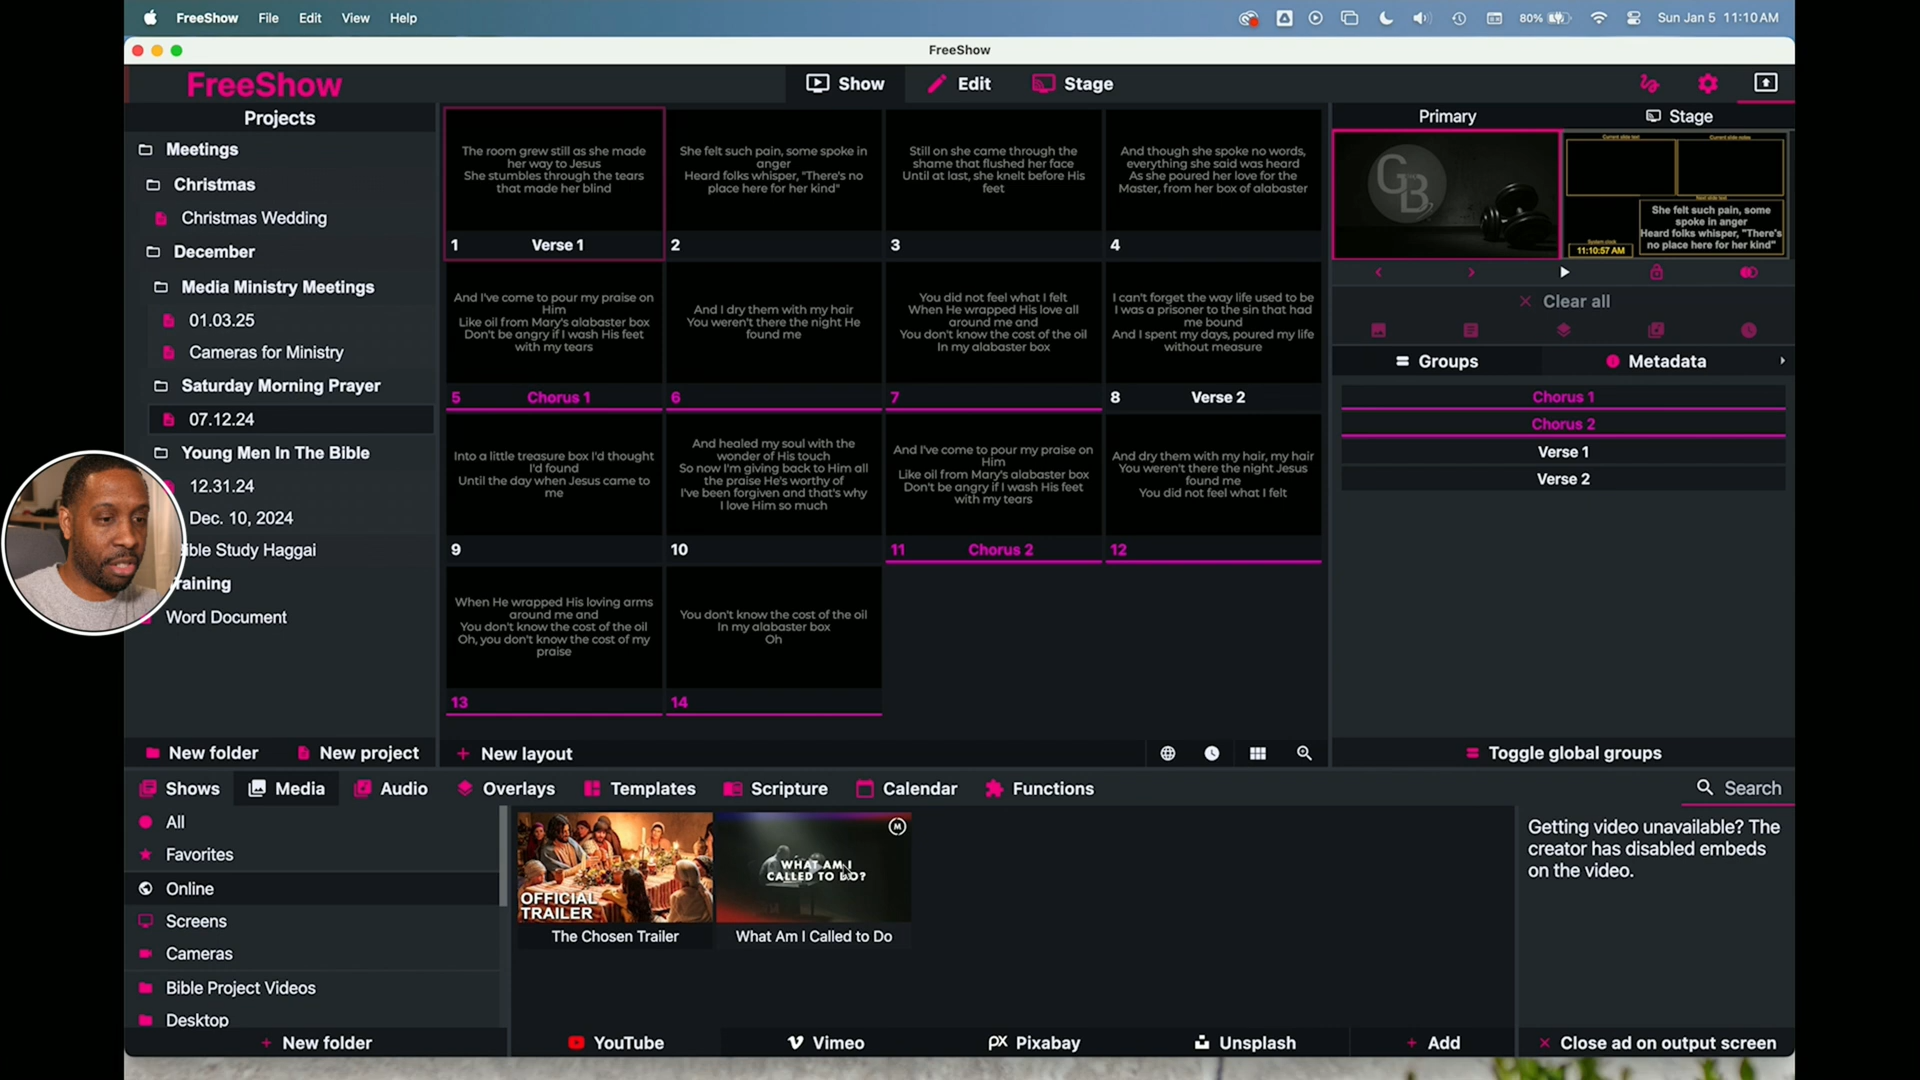 FreeShow File Edit View Help
80% Sun Jan 5 11:10 AM
FreeShow
FreeShow
Show Edit Stage
Projects
Meetings
Christmas
Christmas Wedding
December
Media Ministry Meetings
01.03.25
Cameras for Ministry
Saturday Morning Prayer
07.12.24
Young Men In The Bible
12.31.24
Dec. 10, 2024
ible Study Haggai
raining
Word Document
New folder New project
The room grew still as she made
her way to Jesus
She stumbles through the tears
that made her blind
1 Verse 1
She felt such pain, some spoke in
anger
Heard folks whisper, "There's no
place here for her kind"
2
Still on she came through the
shame that flushed her face
Until at last, she knelt before His
feet
3
And though she spoke no words,
everything she said was heard
As she poured her love for the
Master, from her box of alabaster
4
And I've come to pour my praise on
Him
Like oil from Mary's alabaster box
Don't be angry if I wash His feet
with my tears
5 Chorus 1
And I dry them with my hair
You weren't there the night He
found me
6
You did not feel what I felt
When He wrapped His love all
around me and
You don't know the cost of the oil
In my alabaster box
7
I can't forget the way life used to be
I was a prisoner to the sin that had
me bound
And I spent my days, poured my life
without measure
8 Verse 2
Into a little treasure box I'd thought
I'd found
Until the day when Jesus came to
me
9
And healed my soul with the
wonder of His touch
So now I'm giving back to Him all
the praise He's worthy of
I've been forgiven and that's why
I love Him so much
10
And I've come to pour my praise on
Him
Like oil from Mary's alabaster box
Don't be angry if I wash His feet
with my tears
11 Chorus 2
And dry them with my hair, my hair
You weren't there the night Jesus
found me
You did not feel what I felt
12
When He wrapped His loving arms
around me and
You don't know the cost of the oil
Oh, you don't know the cost of my
praise
13
You don't know the cost of the oil
In my alabaster box
Oh
14
New layout
Primary Stage
GB
Current slide text Current slide notes
Next slide text
She felt such pain, some
spoke in anger
Heard folks whisper, "There's
no place here for her kind"
System clock
11:10:57 AM
Clear all
Groups Metadata
Chorus 1
Chorus 2
Verse 1
Verse 2
Toggle global groups
Shows Media Audio Overlays Templates Scripture Calendar Functions Search
All
Favorites
Online
Screens
Cameras
Bible Project Videos
Desktop
New folder
OFFICIAL
TRAILER
The Chosen Trailer
M
WHAT AM I
CALLED TO DO?
What Am I Called to Do
Getting video unavailable? The
creator has disabled embeds
on the video.
YouTube Vimeo Pixabay Unsplash Add Close ad on output screen